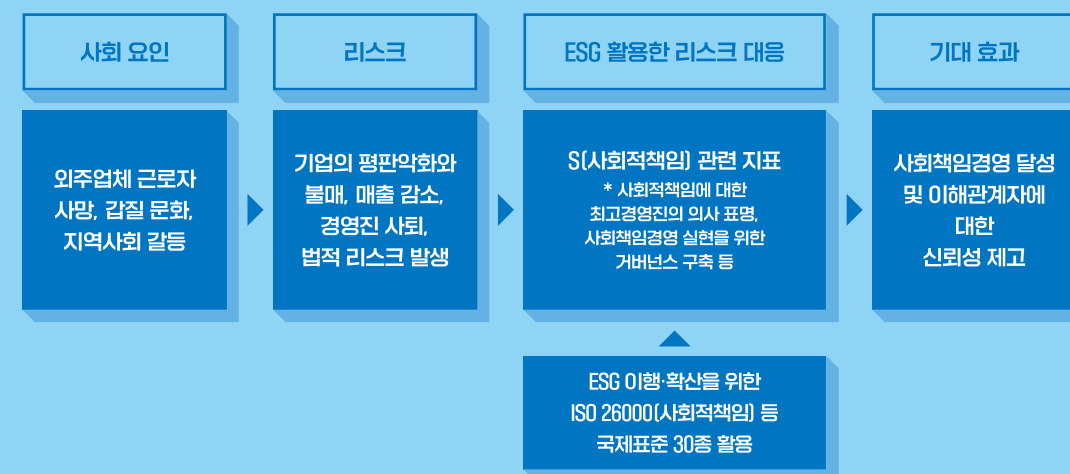 사회 요인
리스크
ESG 활용한 리스크 대응
기대 효과
외주업체 근로자
사망, 갑질 문화,
지역사회 갈등
기업의 평판악화와
불매, 매출 감소,
경영진 사퇴,
법적 리스크 발생
S(사회적책임) 관련 지표
* 사회적책임에 대한
최고경영진의 의사 표명,
사회책임경영 실현을 위한
거버넌스 구축 등
사회책임경영 달성
및 이해관계자에
대한
신뢰성 제고
ESG 이행·확산을 위한
ISO 26000(사회적책임) 등
국제표준 30종 활용